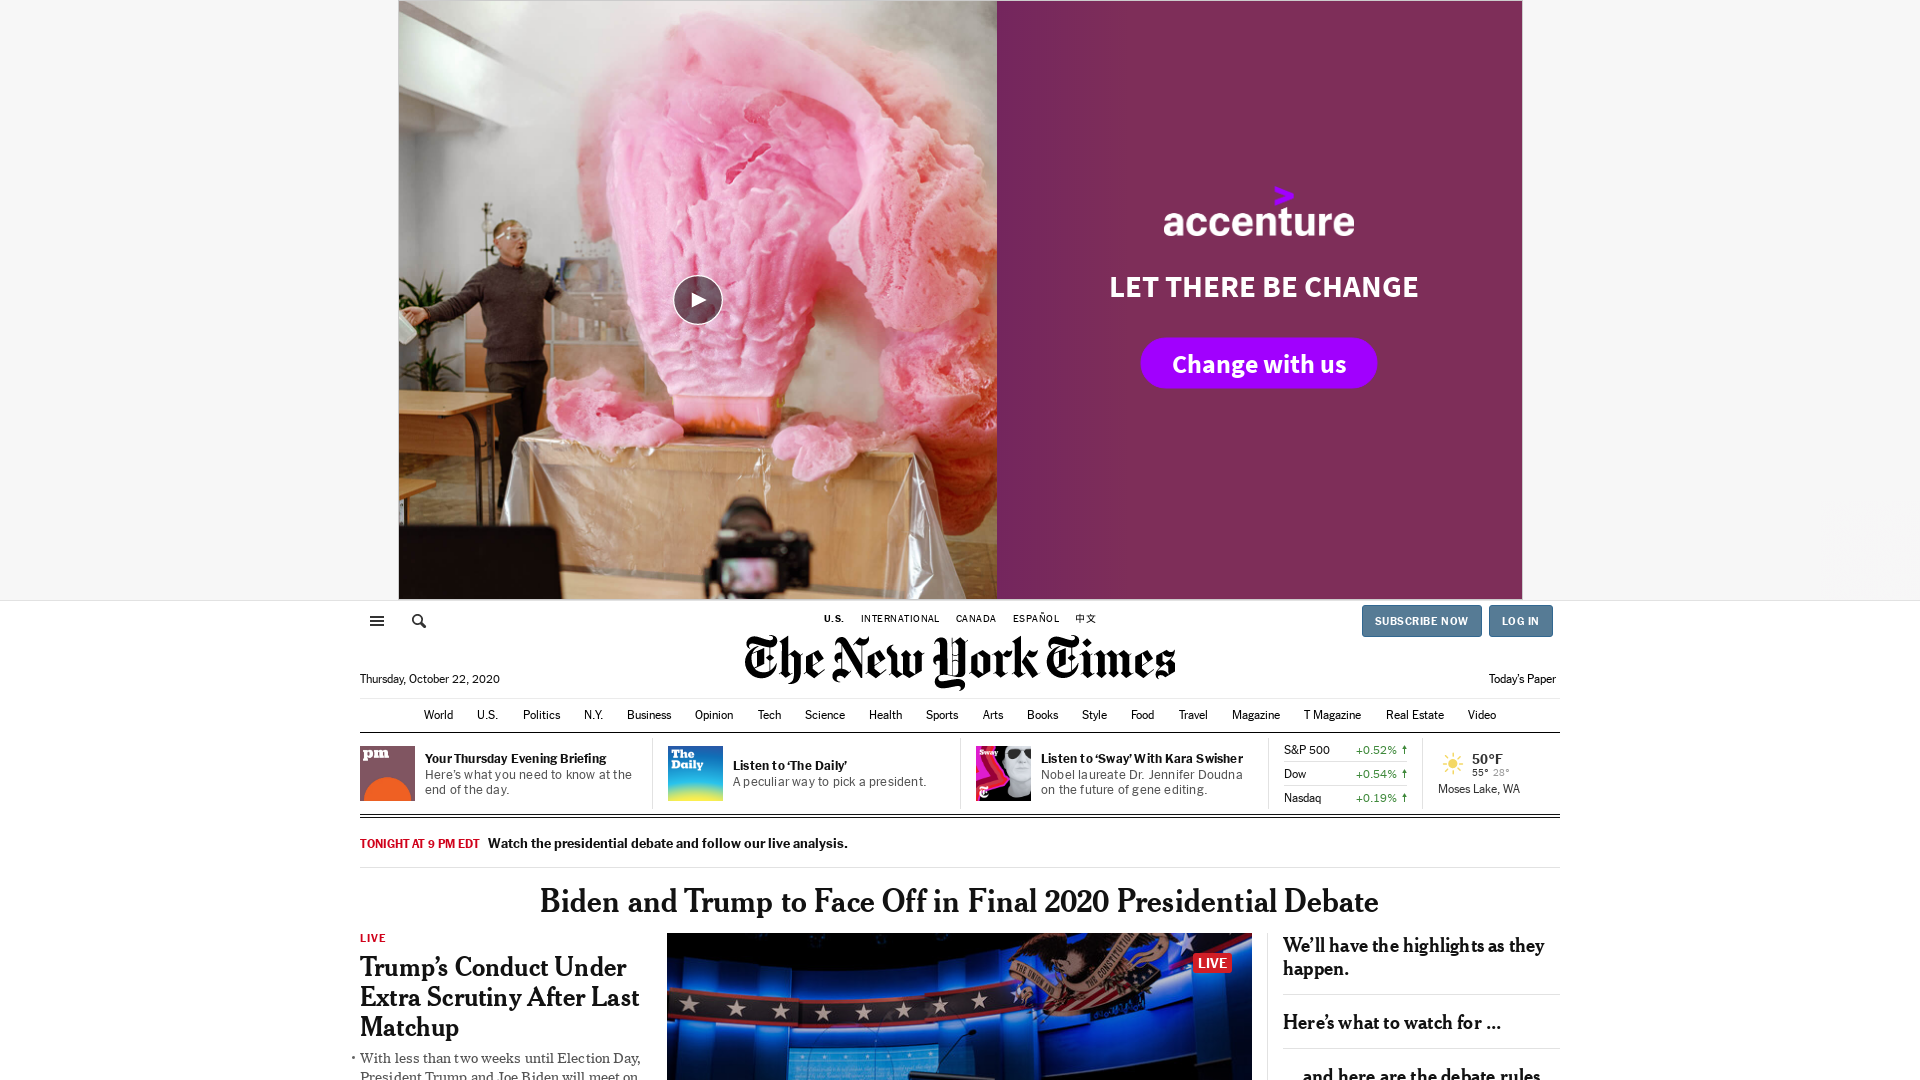 accenture
LET THERE BE CHANGE
Change with us
U.S. INTERNATIONAL CANADA ESPAÑOL 中文
SUBSCRIBE NOW LOG IN
The New York Times
Thursday, October 22, 2020
Today's Paper
World U.S. Politics N.Y. Business Opinion Tech Science Health Sports Arts Books Style Food Travel Magazine T Magazine Real Estate Video
pm
Your Thursday Evening Briefing
Here's what you need to know at the
end of the day.
The
Daily
Listen to ‘The Daily’
A peculiar way to pick a president.
Sway
Listen to ‘Sway’ With Kara Swisher
Nobel laureate Dr. Jennifer Doudna
on the future of gene editing.
S&P 500 +0.52% ↑
Dow +0.54% ↑
Nasdaq +0.19% ↑
50°F
55° 28°
Moses Lake, WA
TONIGHT AT 9 PM EDT Watch the presidential debate and follow our live analysis.
Biden and Trump to Face Off in Final 2020 Presidential Debate
LIVE
Trump’s Conduct Under
Extra Scrutiny After Last
Matchup
• With less than two weeks until Election Day,
President Trump and Joe Biden will meet on
LIVE
THE UNION AND THE CONSTITUTION
We’ll have the highlights as they
happen.
Here’s what to watch for …
… and here are the debate rules.